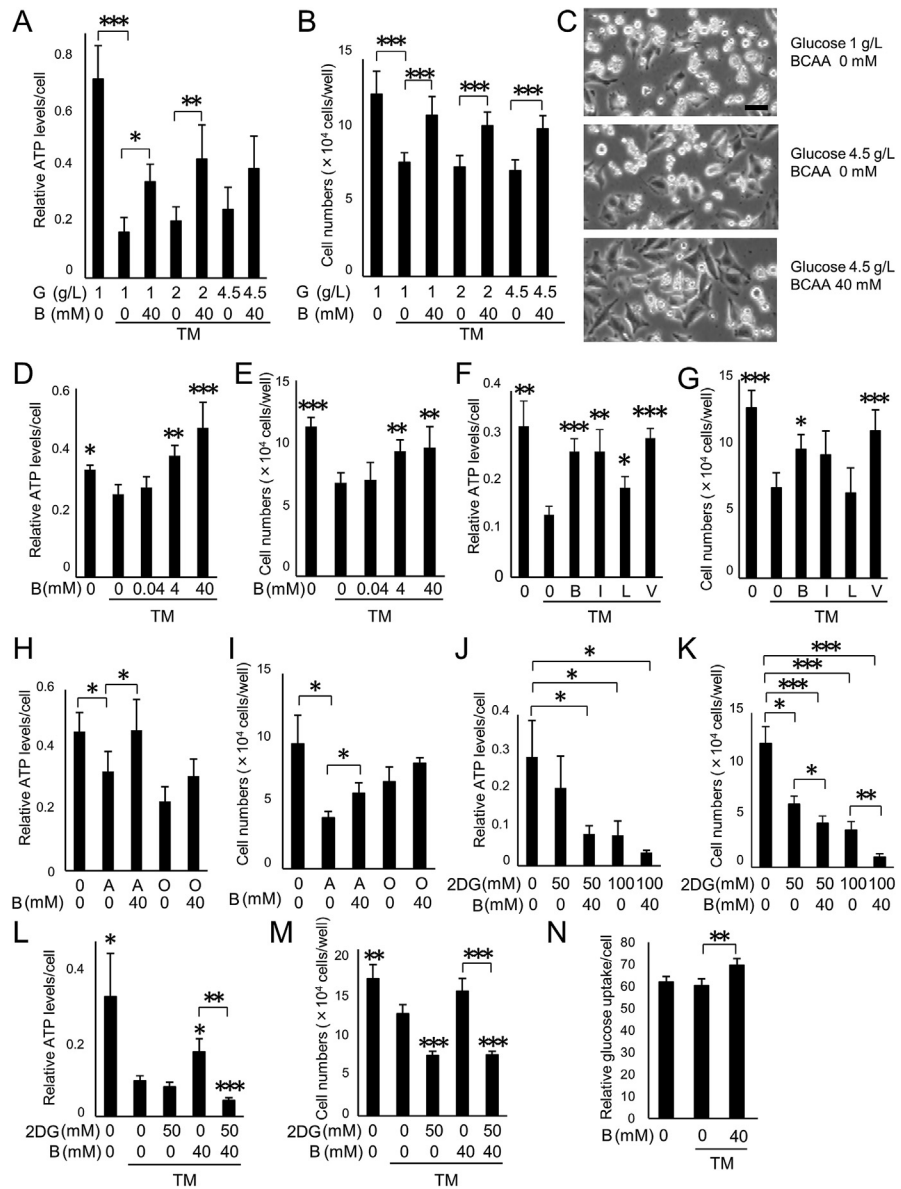 A
Relative ATP levels/cell
0.8
0.6
0.4
0.2
0
***
*
**
G (g/L) 1 1 1 2 2 4.5 4.5
B (mM) 0 0 40 0 40 0 40
TM
B
Cell numbers ( × 10⁴ cells/well)
15
10
5
0
***
***
***
***
G (g/L) 1 1 1 2 2 4.5 4.5
B (mM) 0 0 40 0 40 0 40
TM
C
Glucose 1 g/L
BCAA 0 mM
Glucose 4.5 g/L
BCAA 0 mM
Glucose 4.5 g/L
BCAA 40 mM
D
Relative ATP levels/cell
0.6
0.4
0.2
0
* ** ***
B(mM) 0 0 0.04 4 40
TM
E
Cell numbers ( × 10⁴ cells/well)
15
10
5
0
*** ** **
B(mM) 0 0 0.04 4 40
TM
F
Relative ATP levels/cell
0.4
0.3
0.2
0.1
0
** *** ** * ***
0 0 B I L V
TM
G
Cell numbers ( × 10⁴ cells/well)
15
10
5
0
*** * ***
0 0 B I L V
TM
H
Relative ATP levels/cell
0.6
0.4
0.2
0
* *
0 A A O O
B(mM) 0 0 40 0 40
I
Cell numbers ( × 10⁴ cells/well)
15
10
5
0
*
*
0 A A O O
B(mM) 0 0 40 0 40
J
Relative ATP levels/cell
0.4
0.3
0.2
0.1
0
*
*
*
2DG(mM) 0 50 50 100 100
B(mM) 0 0 40 0 40
K
Cell numbers ( × 10⁴ cells/well)
15
10
5
0
***
***
***
*
*
**
2DG(mM) 0 50 50 100 100
B(mM) 0 0 40 0 40
L
Relative ATP levels/cell
0.4
0.2
0
*
**
*
***
2DG(mM) 0 0 50 0 50
B(mM) 0 0 0 40 40
TM
M
Cell numbers ( × 10⁴ cells/well)
20
15
10
5
0
**
***
*** ***
2DG(mM) 0 0 50 0 50
B(mM) 0 0 0 40 40
TM
N
Relative glucose uptake/cell
80
70
60
50
40
30
20
10
0
**
B(mM) 0 0 40
TM